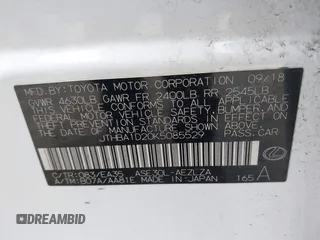 MFD.BY:TOYOTA MOTOR CORPORATION 09/18
GVWR 4630LB GAWR FR 2400LB RR 2545LB
THIS VEHICLE CONFORMS TO ALL APPLICABLE
FEDERAL MOTOR VEHICLE SAFETY, BUMPER, AND
THEFT PREVENTION STANDARDS IN EFFECT ON
THE DATE OF MANUFACTURE SHOWN ABOVE.
JTHBA1D20K5085529 PASS.CAR
C/TR: 083/EA35 ASE30L-AEZLZA
A/TM: B07A/AA81E MADE IN JAPAN 165 A
AUTOBIDCAR